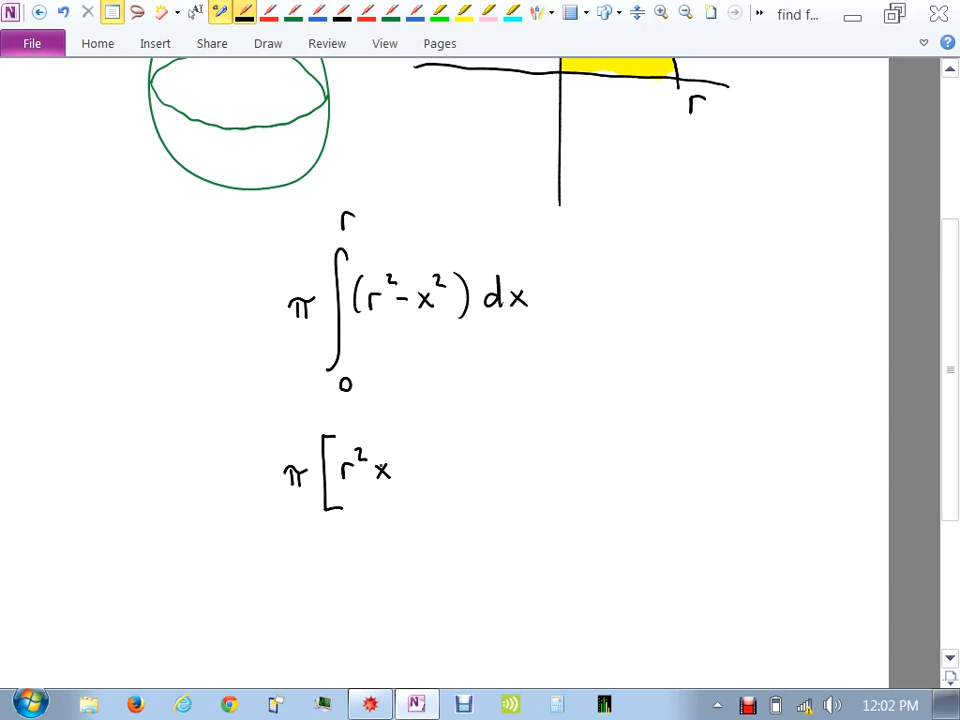 find f...
File Home Insert Share Draw Review View Pages
r
r
π ∫ (r² - x²) dx
0
π [ r² x
12:02 PM